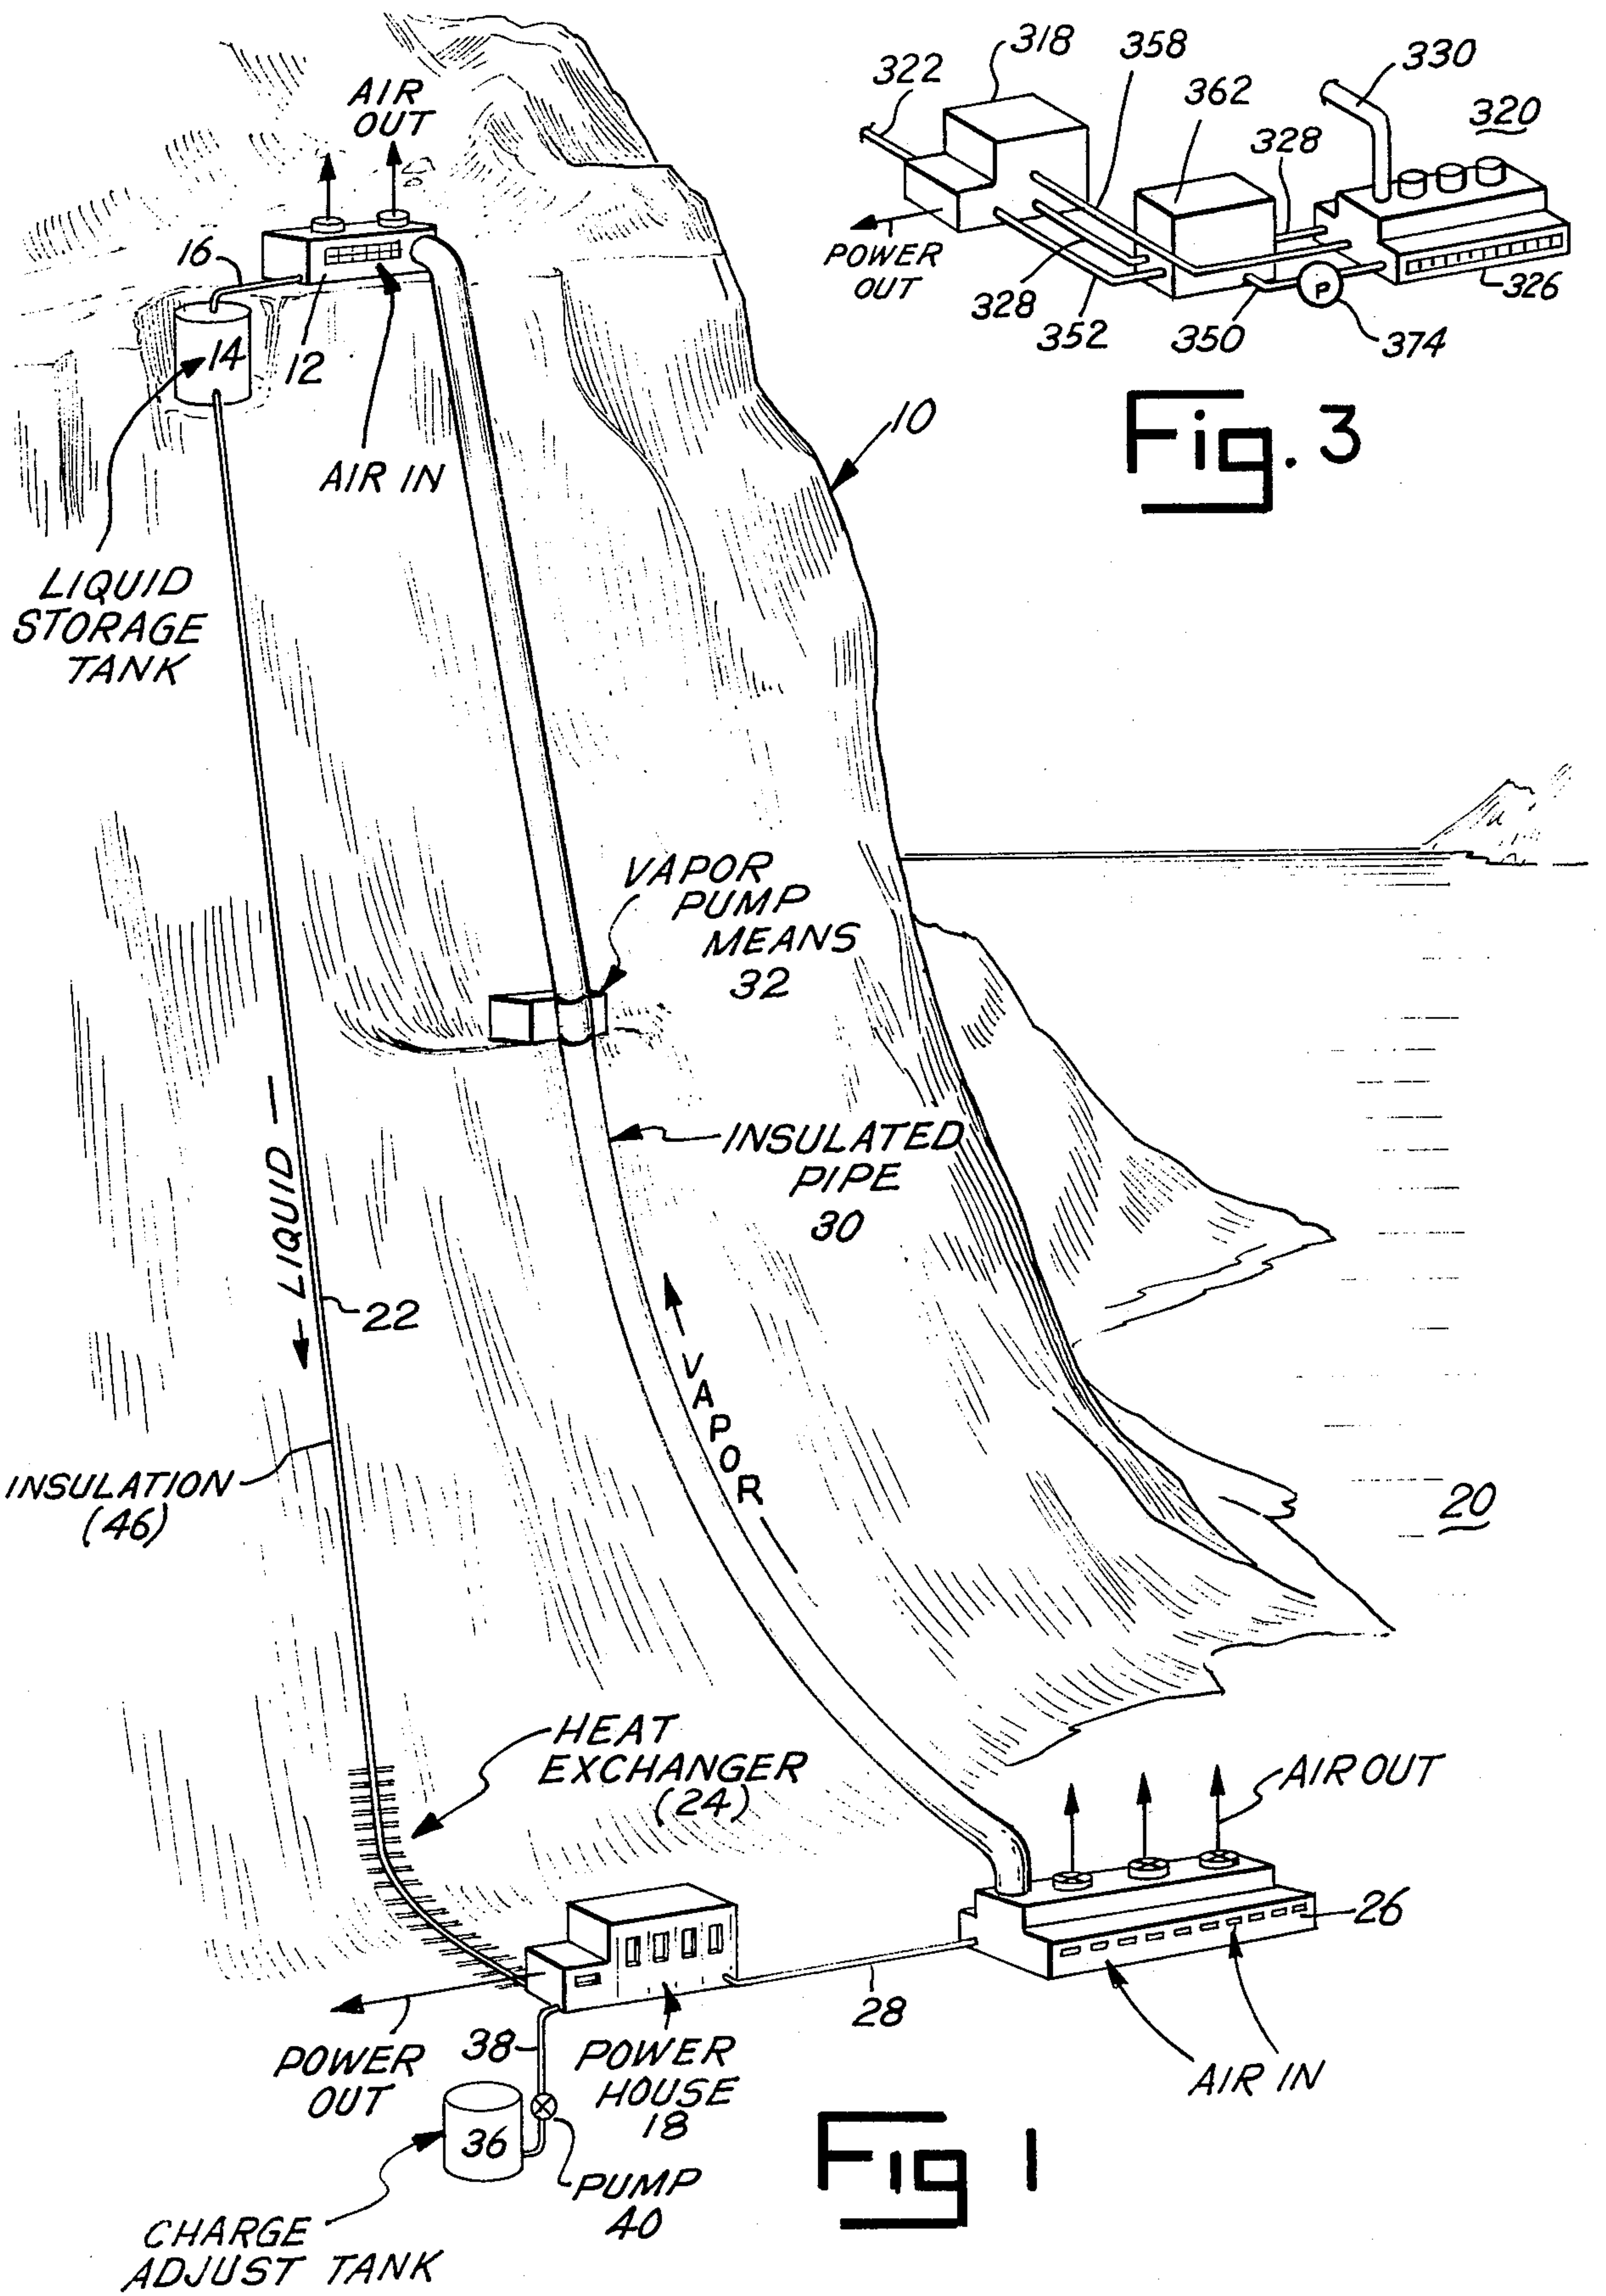 AIR
OUT
16
14
12
AIR IN
LIQUID
STORAGE
TANK
10
VAPOR
PUMP
MEANS
32
INSULATED
PIPE
30
LIQUID
22
VAPOR
INSULATION
(46)
20
HEAT
EXCHANGER
(24)
AIR OUT
26
28
AIR IN
POWER
OUT
38
POWER
HOUSE
18
36
PUMP
40
CHARGE
ADJUST TANK
Fig 1
322
318
358
362
330
320
328
POWER
OUT
328
352
350
P
374
326
Fig. 3